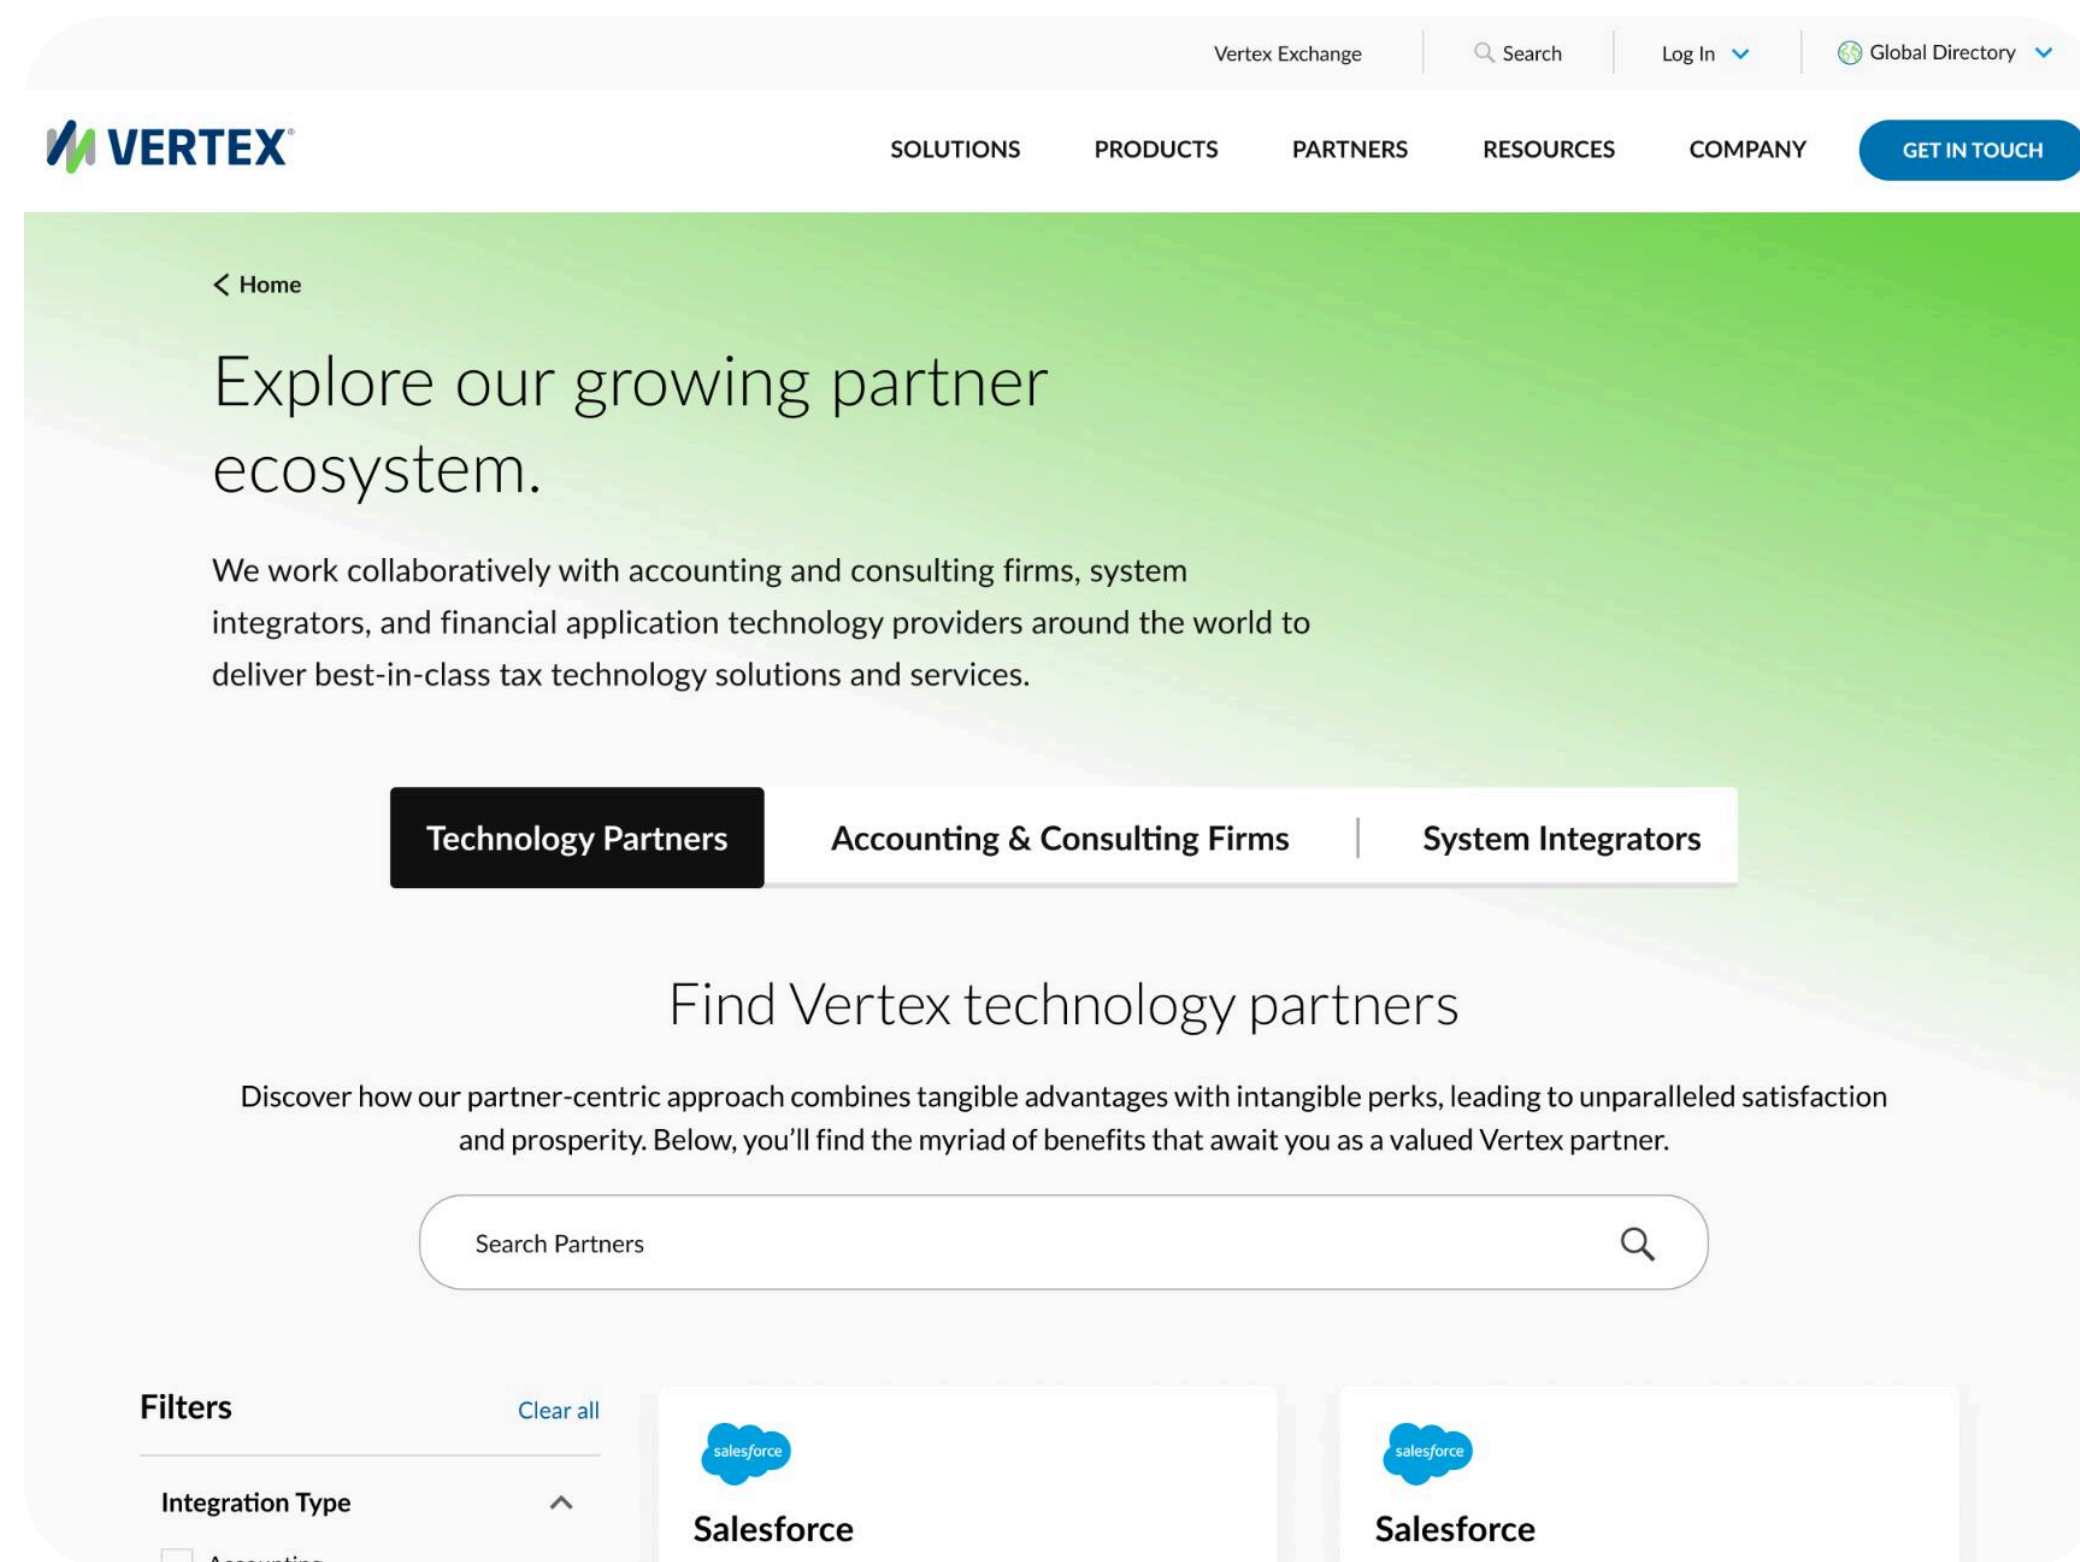 Vertex Exchange
Search
Log In
Global Directory
VERTEX®
SOLUTIONS
PRODUCTS
PARTNERS
RESOURCES
COMPANY
GET IN TOUCH
Home
Explore our growing partner
ecosystem.
We work collaboratively with accounting and consulting firms, system
integrators, and financial application technology providers around the world to
deliver best-in-class tax technology solutions and services.
Technology Partners
Accounting & Consulting Firms
System Integrators
Find Vertex technology partners
Discover how our partner-centric approach combines tangible advantages with intangible perks, leading to unparalleled satisfaction
and prosperity. Below, you’ll find the myriad of benefits that await you as a valued Vertex partner.
Search Partners
Filters
Clear all
Integration Type
Accounting
salesforce
Salesforce
salesforce
Salesforce